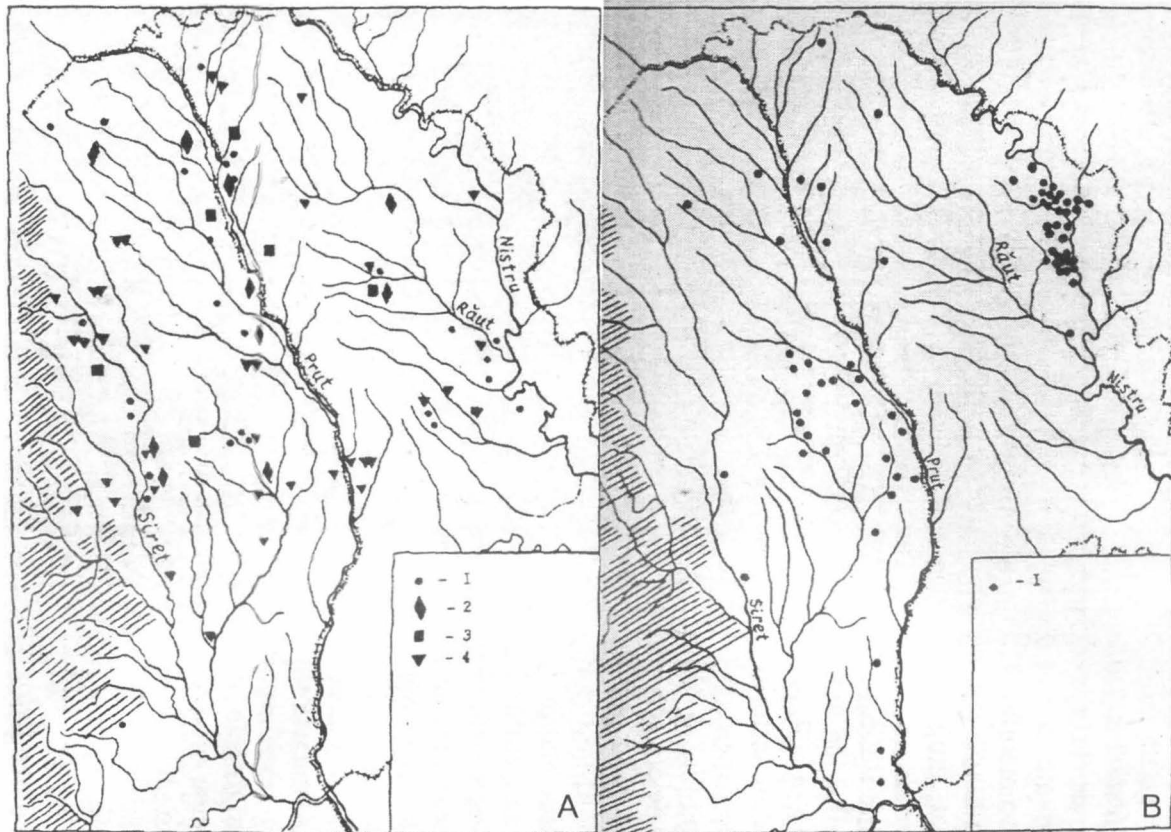 Nistru
Răut
Prut
Siret
- I
- 2
- 3
- 4
A
Răut
Nistru
Prut
Siret
- I
B